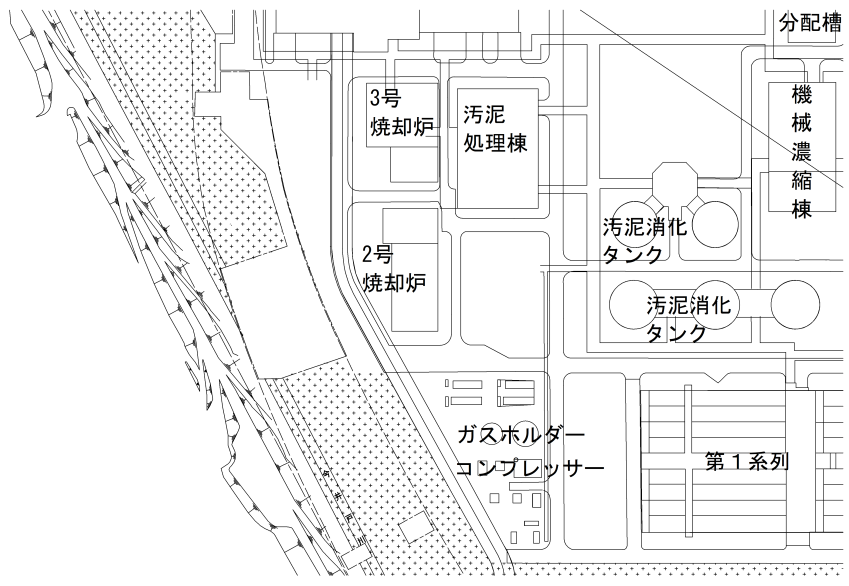 分配槽
3号
焼却炉
汚泥
処理棟
機
械
濃
縮
棟
汚泥消化
タンク
2号
焼却炉
汚泥消化
タンク
ガスホルダー
コンプレッサー
第1系列